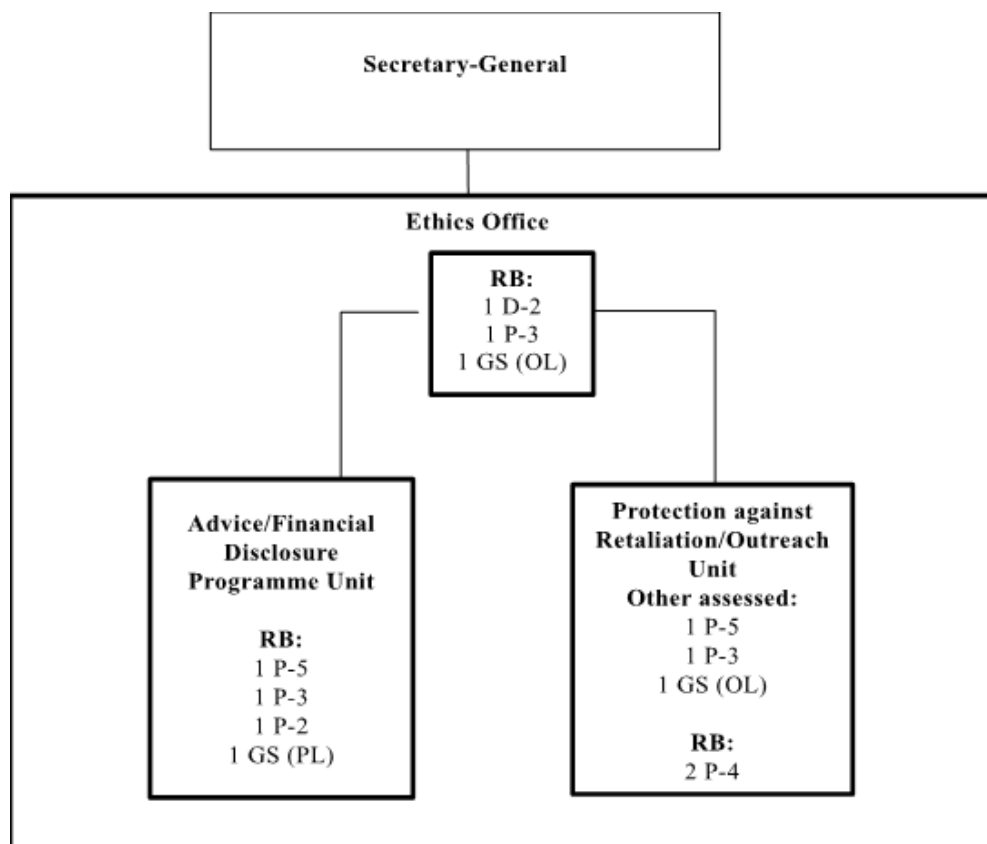 Secretary-General
Ethics Office
RB:
1 D-2
1 P-3
1 GS (OL)
Advice/Financial
Disclosure
Programme Unit
RB:
1 P-5
1 P-3
1 P-2
1 GS (PL)
Protection against
Retaliation/Outreach
Unit
Other assessed:
1 P-5
1 P-3
1 GS (OL)
RB:
2 P-4